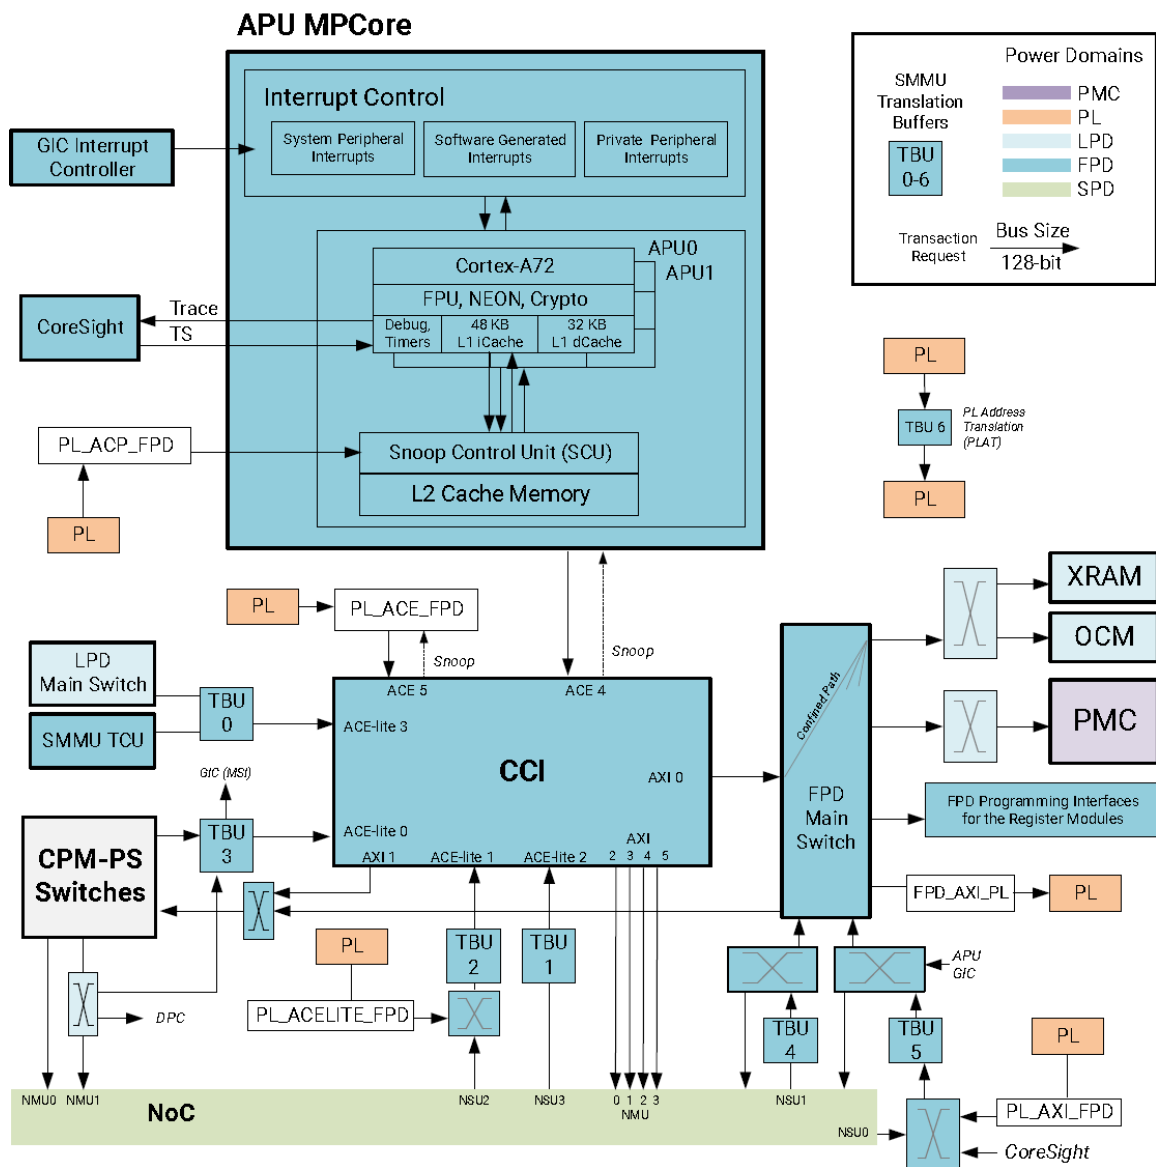 APU MPCore
Interrupt Control
System Peripheral
Interrupts
Software Generated
Interrupts
Private Peripheral
Interrupts
GIC Interrupt
Controller
APU0
APU1
Cortex-A72
FPU, NEON, Crypto
Debug,
Timers
48 KB
L1 iCache
32 KB
L1 dCache
CoreSight
Trace
TS
PL_ACP_FPD
PL
Snoop Control Unit (SCU)
L2 Cache Memory
SMMU
Translation
Buffers
TBU
0-6
Power Domains
PMC
PL
LPD
FPD
SPD
Transaction
Request
Bus Size
128-bit
PL
TBU 6
PL Address
Translation
(PLAT)
PL
PL
PL_ACE_FPD
Snoop
Snoop
LPD
Main Switch
SMMU TCU
TBU
0
ACE 5
ACE 4
ACE-lite 3
CCI
AXI 0
ACE-lite 0
AXI 1
ACE-lite 1
ACE-lite 2
AXI
2 3 4 5
GIC (MSI)
TBU
3
CPM-PS
Switches
Confined Path
FPD
Main
Switch
XRAM
OCM
PMC
FPD Programming Interfaces
for the Register Modules
FPD_AXI_PL
PL
PL
PL_ACELITE_FPD
TBU
2
TBU
1
DPC
APU
GIC
TBU
4
TBU
5
PL
PL_AXI_FPD
CoreSight
NMU0
NMU1
NoC
NSU2
NSU3
0 1 2 3
NMU
NSU1
NSU0